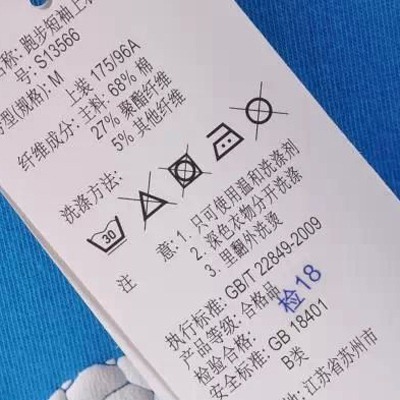 名称: 跑步短袖上衣
号: S13566
号型(规格): M
上装 175/96A
纤维成分: 主料: 68% 棉
27% 聚酯纤维
5% 其他纤维
洗涤方法:
30
注 意: 1. 只可使用温和洗涤剂
2. 深色衣物分开洗涤
3. 里翻外洗烫
执行标准: GB/T 22849-2009
产品等级: 合格品
检验合格: 检18
安全标准: GB 18401
B类
地: 江苏省苏州市